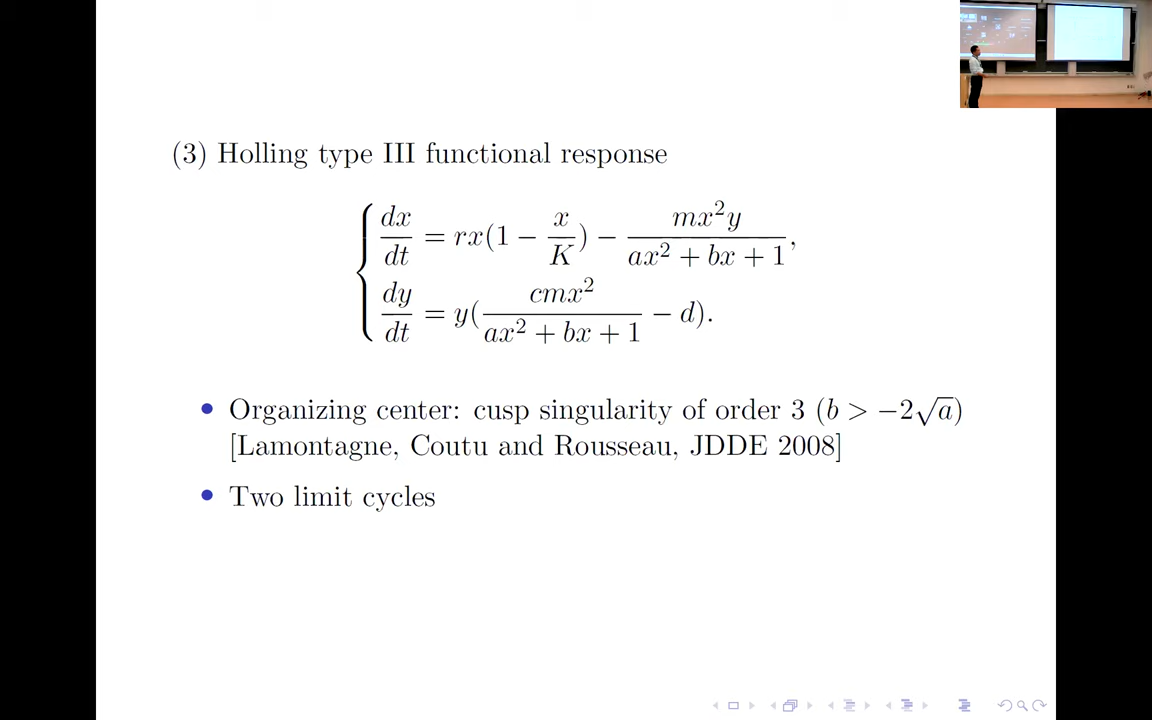 (3) Holling type III functional response
dx/dt = rx(1 − x/K) − mx²y/(ax² + bx + 1),
dy/dt = y(cmx²/(ax² + bx + 1) − d).
• Organizing center: cusp singularity of order 3 (b > −2√a)
[Lamontagne, Coutu and Rousseau, JDDE 2008]
• Two limit cycles